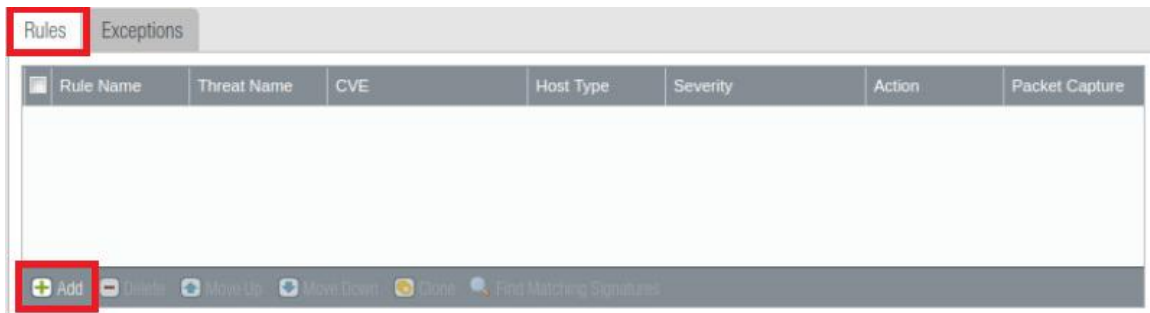 Rules Exceptions
Rule Name Threat Name CVE Host Type Severity Action Packet Capture
Add Delete Move Up Move Down Clone Find Matching Signatures